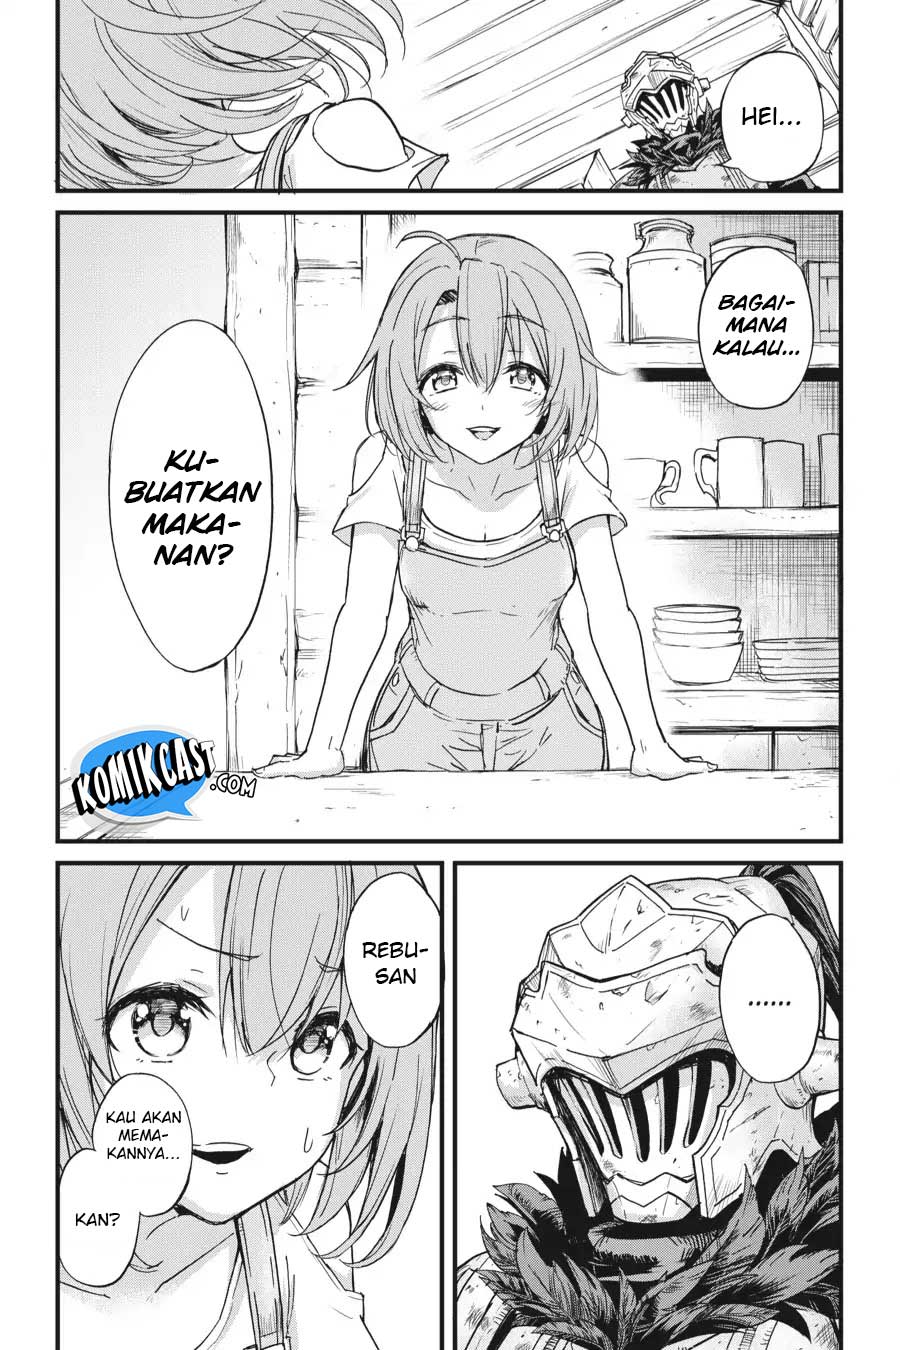 HEI...
BAGAI-
MANA
KALAU...
KU-
BUATKAN
MAKA-
NAN?
KOMIKCAST
.COM
......
REBU-
SAN
KAU AKAN
MEMA-
KANNYA...
KAN?